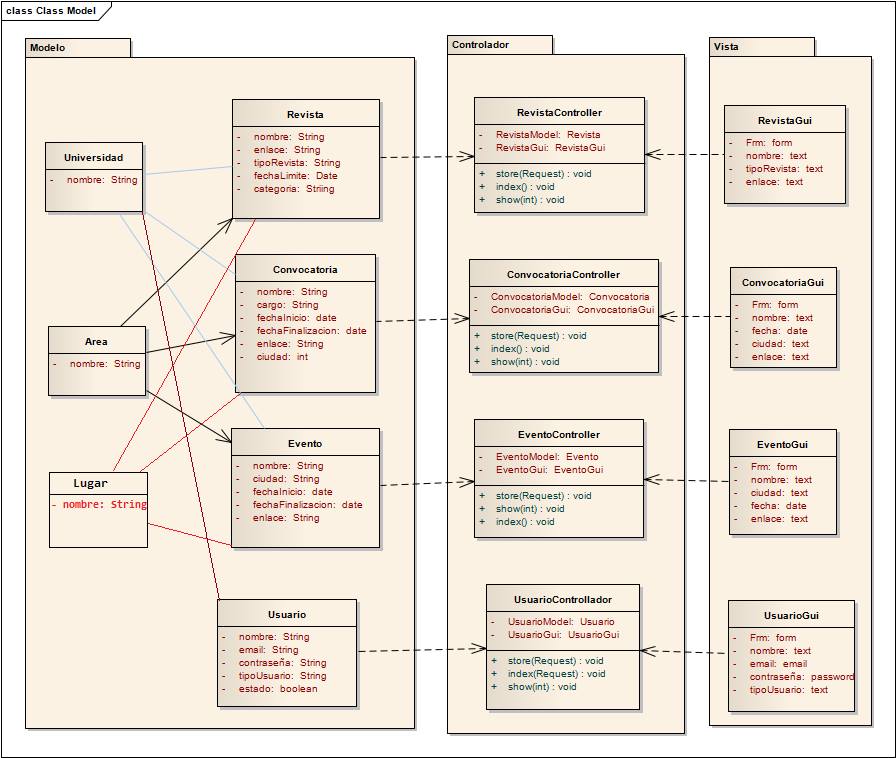 class Class Model
Modelo
Universidad
- nombre: String
Revista
- nombre: String
- enlace: String
- tipoRevista: String
- fechaLimite: Date
- categoria: String
Convocatoria
- nombre: String
- cargo: String
- fechaInicio: date
- fechaFinalizacion: date
- enlace: String
- ciudad: int
Area
- nombre: String
Evento
- nombre: String
- ciudad: String
- fechaInicio: date
- fechaFinalizacion: date
- enlace: String
Lugar
- nombre: String
Usuario
- nombre: String
- email: String
- contraseña: String
- tipoUsuario: String
- estado: boolean
Controlador
RevistaController
- RevistaModel: Revista
- RevistaGui: RevistaGui
+ store(Request) : void
+ index() : void
+ show(int) : void
ConvocatoriaController
- ConvocatoriaModel: Convocatoria
- ConvocatoriaGui: ConvocatoriaGui
+ store(Request) : void
+ index() : void
+ show(int) : void
EventoController
- EventoModel: Evento
- EventoGui: EventoGui
+ store(Request) : void
+ show(int) : void
+ index() : void
UsuarioControllador
- UsuarioModel: Usuario
- UsuarioGui: UsuarioGui
+ store(Request) : void
+ index(Request) : void
+ show(int) : void
Vista
RevistaGui
- Frm: form
- nombre: text
- tipoRevista: text
- enlace: text
ConvocatoriaGui
- Frm: form
- nombre: text
- fecha: date
- ciudad: text
- enlace: text
EventoGui
- Frm: form
- nombre: text
- ciudad: text
- fecha: date
- enlace: text
UsuarioGui
- Frm: form
- nombre: text
- email: email
- contraseña: password
- tipoUsuario: text